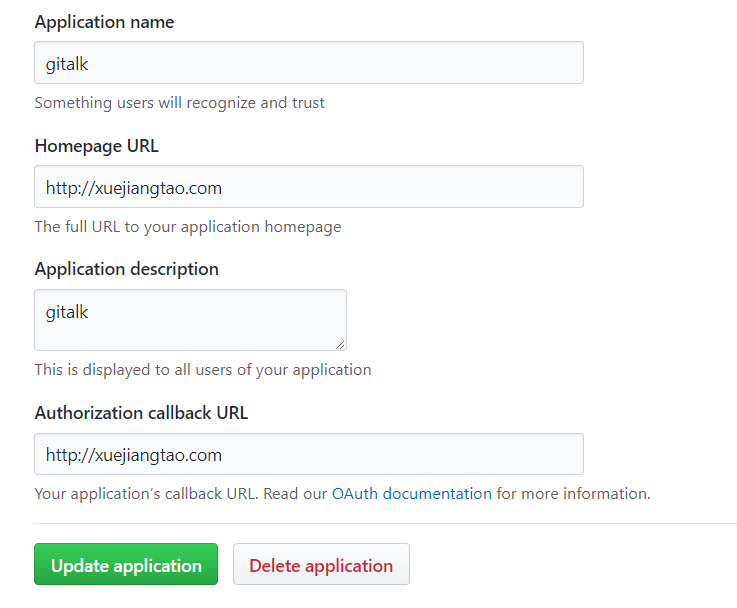 Application name
gitalk
Something users will recognize and trust
Homepage URL
http://xuejiangtao.com
The full URL to your application homepage
Application description
gitalk
This is displayed to all users of your application
Authorization callback URL
http://xuejiangtao.com
Your application’s callback URL. Read our OAuth documentation for more information.
Update application Delete application